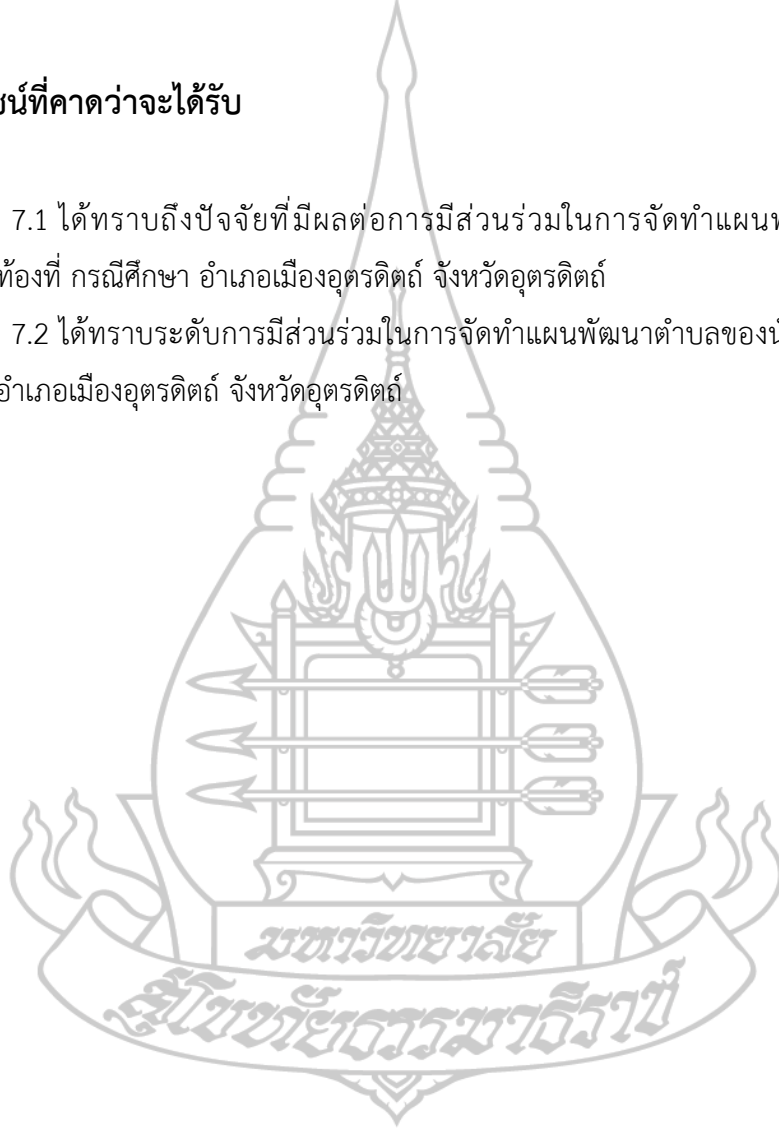 ชน์ที่คาดว่าจะได้รับ
7.1 ได้ทราบถึงปัจจัยที่มีผลต่อการมีส่วนร่วมในการจัดทำแผนพ
ท้องที่ กรณีศึกษา อำเภอเมืองอุตรดิตถ์ จังหวัดอุตรดิตถ์
7.2 ได้ทราบระดับการมีส่วนร่วมในการจัดทำแผนพัฒนาตำบลของนั
อำเภอเมืองอุตรดิตถ์ จังหวัดอุตรดิตถ์
มหาวิทยาลัย
สุโขทัยธรรมาธิราช